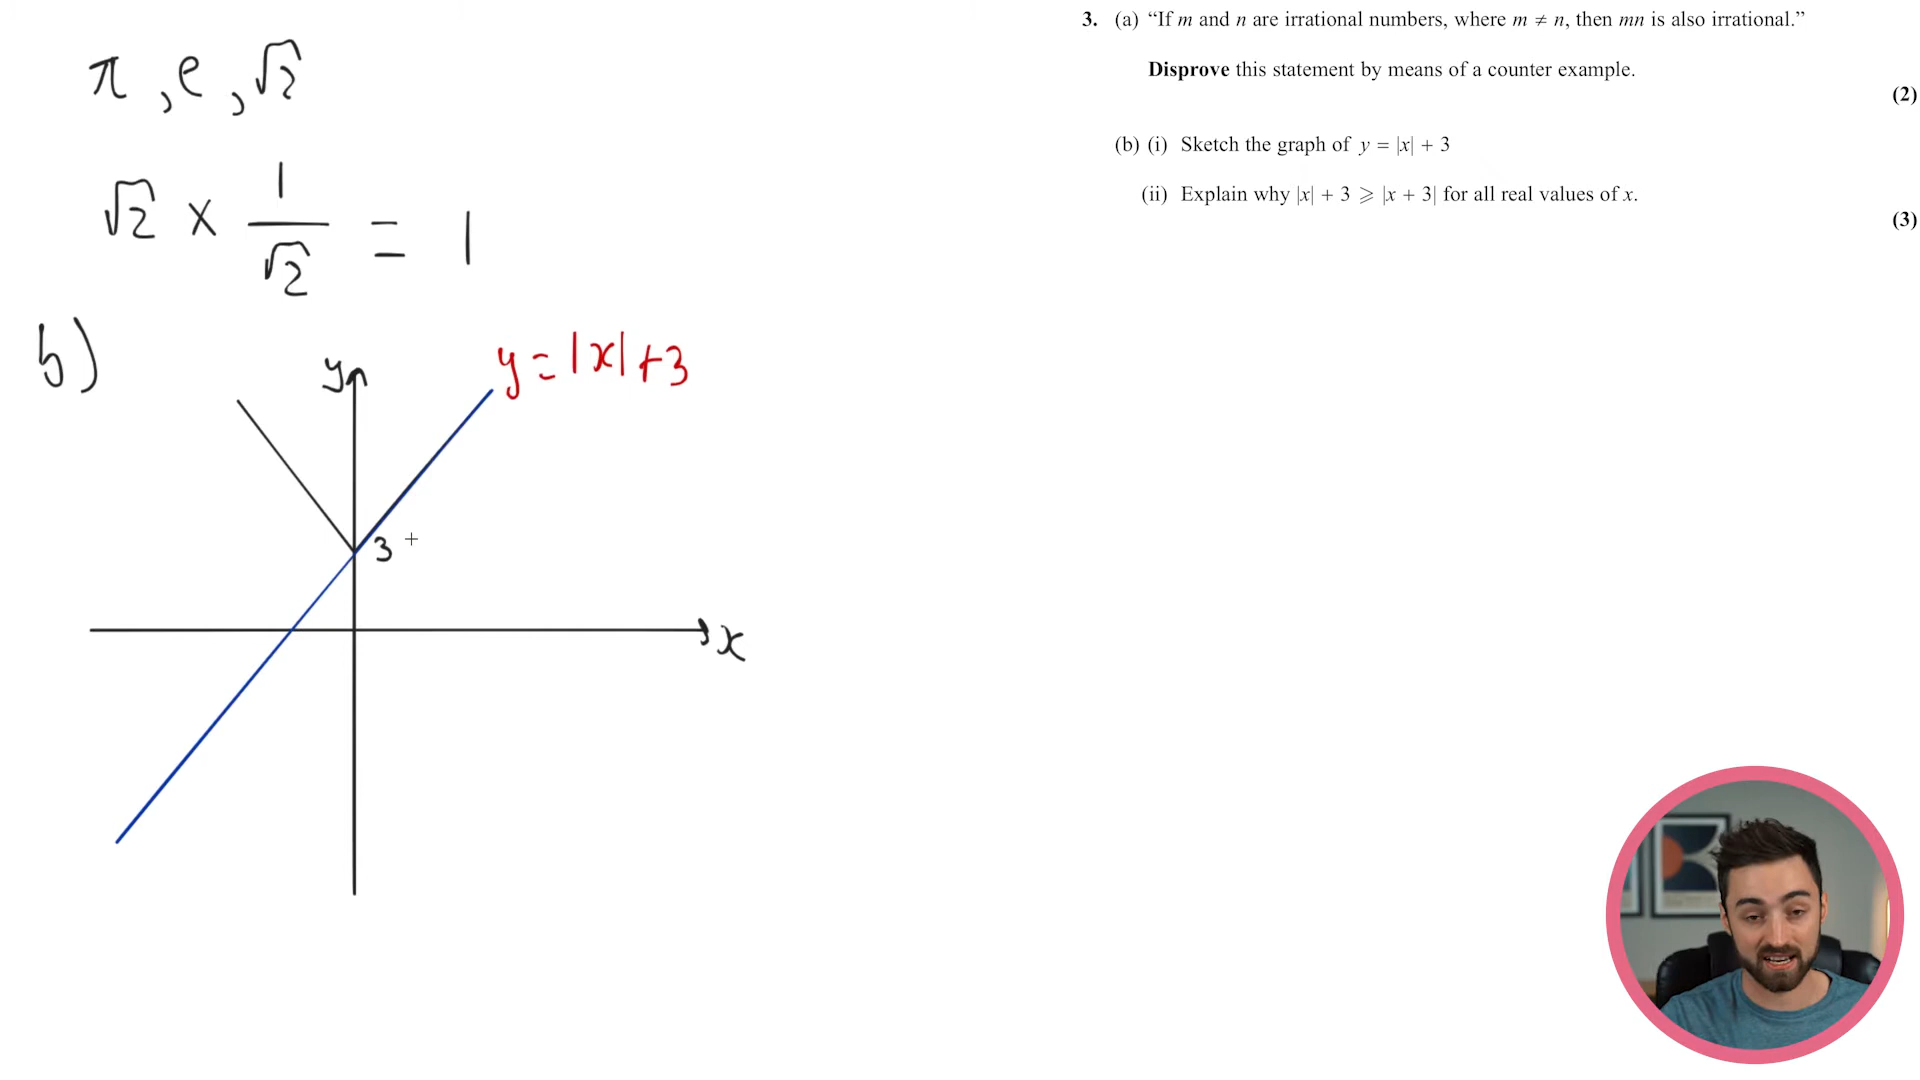 π , e , √2
√2 × 1/√2 = 1
b)
y
y = |x| + 3
3
x
3. (a) “If m and n are irrational numbers, where m ≠ n, then mn is also irrational.”
Disprove this statement by means of a counter example.
(2)
(b) (i) Sketch the graph of y = |x| + 3
(ii) Explain why |x| + 3 ⩾ |x + 3| for all real values of x.
(3)